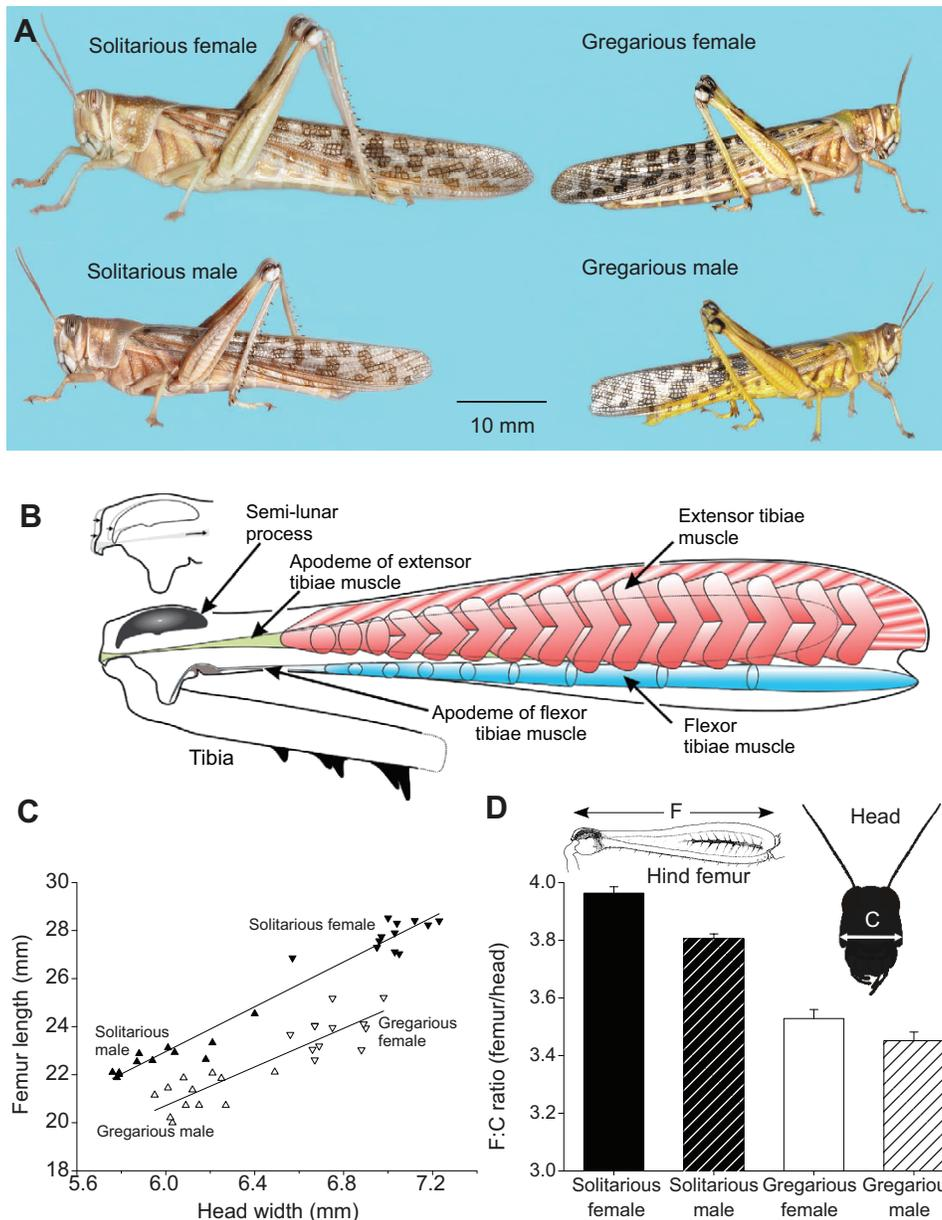 A
Solitarious female
Gregarious female
Solitarious male
Gregarious male
10 mm
B
Semi-lunar
process
Apodeme of extensor
tibiae muscle
Extensor tibiae
muscle
Apodeme of flexor
tibiae muscle
Flexor
tibiae muscle
Tibia
C
Femur length (mm)
30
28
26
24
22
20
18
Solitarious female
Solitarious
male
Gregarious
female
Gregarious male
5.6
6.0
6.4
6.8
7.2
Head width (mm)
D
F
Hind femur
Head
C
F:C ratio (femur/head)
4.0
3.8
3.6
3.4
3.2
3.0
Solitarious
female
Solitarious
male
Gregarious
female
Gregariou
male